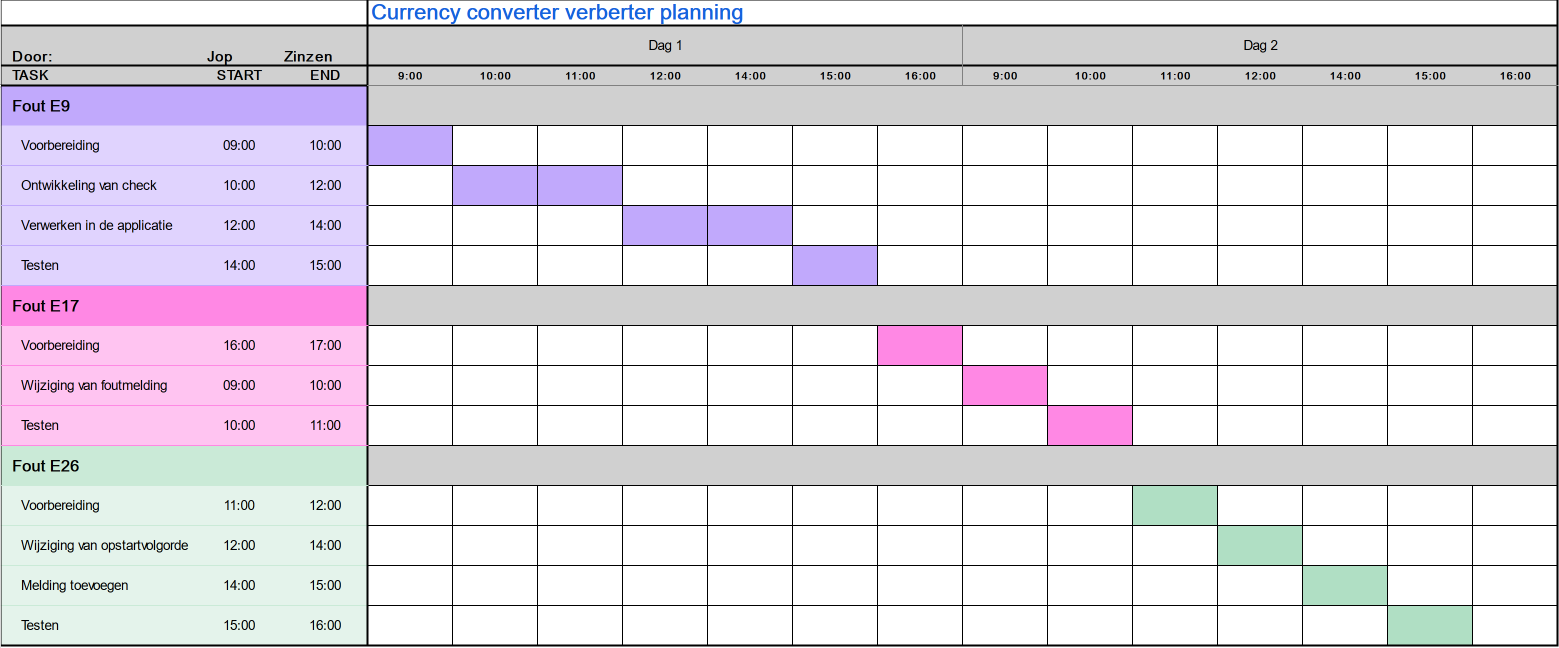 Currency converter verberter planning
Dag 1 Dag 2
Door: Jop Zinzen
TASK START END 9:00 10:00 11:00 12:00 14:00 15:00 16:00 9:00 10:00 11:00 12:00 14:00 15:00 16:00
Fout E9
Voorbereiding 09:00 10:00
Ontwikkeling van check 10:00 12:00
Verwerken in de applicatie 12:00 14:00
Testen 14:00 15:00
Fout E17
Voorbereiding 16:00 17:00
Wijziging van foutmelding 09:00 10:00
Testen 10:00 11:00
Fout E26
Voorbereiding 11:00 12:00
Wijziging van opstartvolgorde 12:00 14:00
Melding toevoegen 14:00 15:00
Testen 15:00 16:00